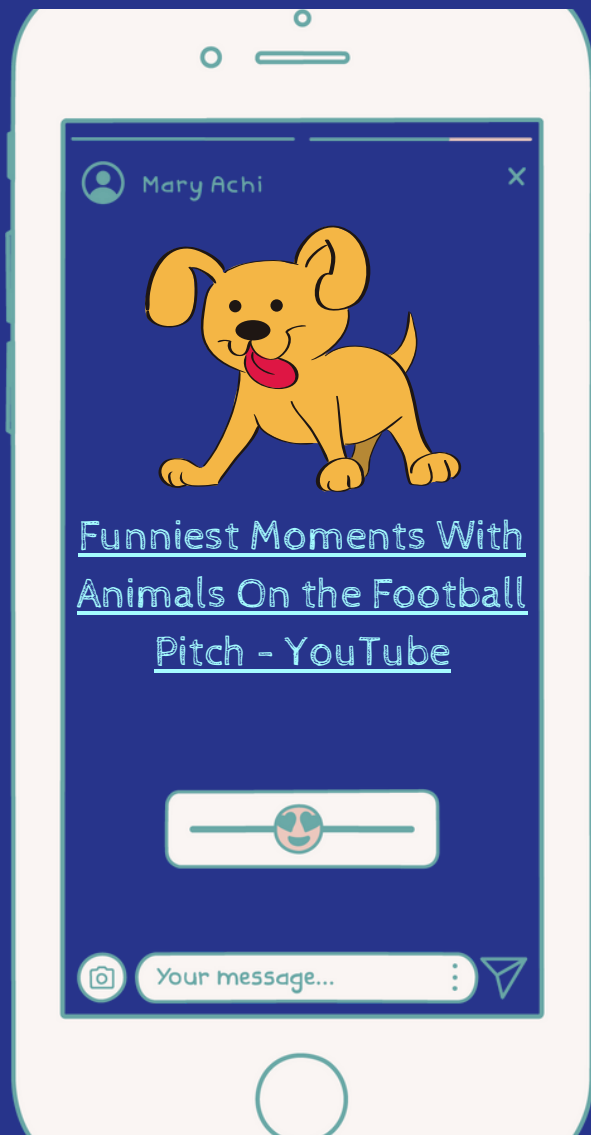 Mary Achi
Funniest Moments With
Animals On the Football
Pitch - YouTube
Your message...